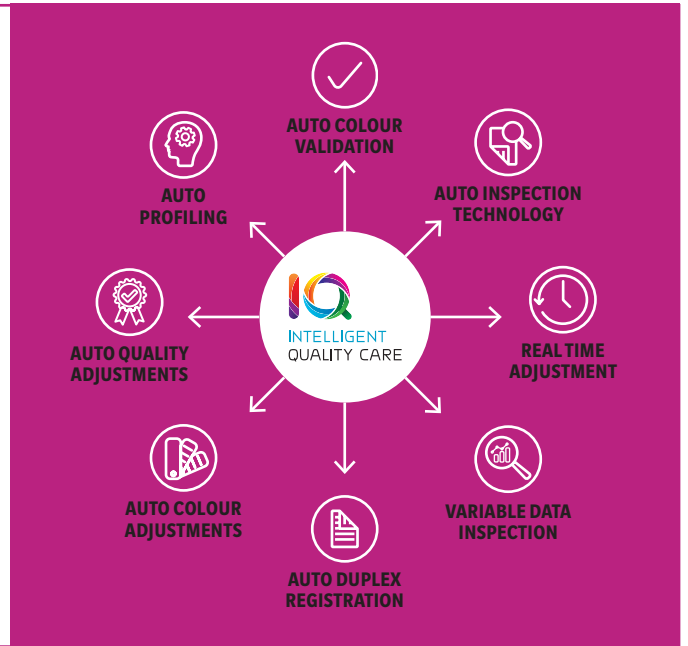 AUTO COLOUR
VALIDATION
AUTO INSPECTION
TECHNOLOGY
REAL TIME
ADJUSTMENT
VARIABLE DATA
INSPECTION
AUTO DUPLEX
REGISTRATION
AUTO COLOUR
ADJUSTMENTS
AUTO QUALITY
ADJUSTMENTS
AUTO
PROFILING
IQ
INTELLIGENT
QUALITY CARE